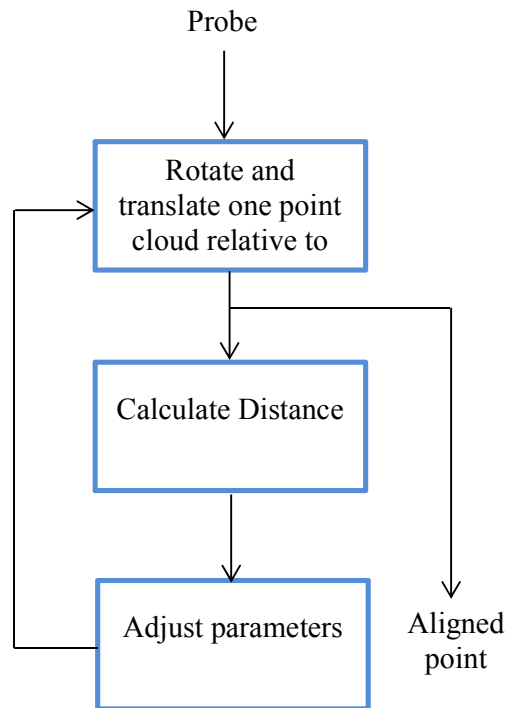 Probe
Rotate and
translate one point
cloud relative to
Calculate Distance
Adjust parameters
Aligned
point